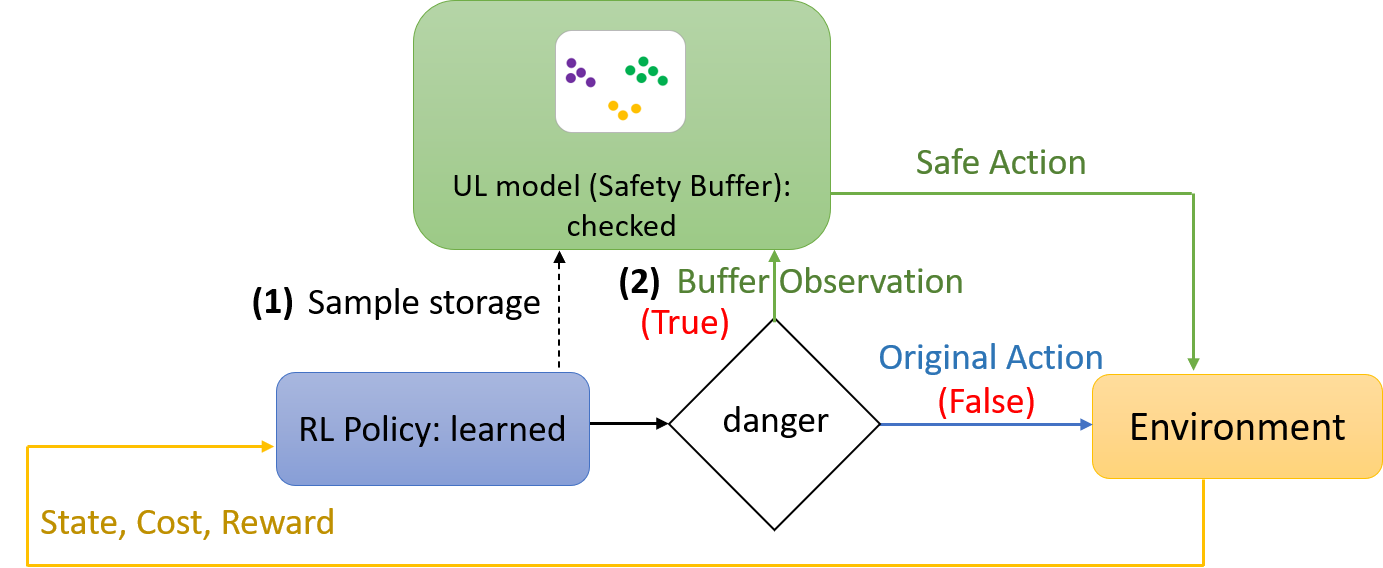 UL model (Safety Buffer):
checked
Safe Action
(1) Sample storage
(2) Buffer Observation
(True)
Original Action
(False)
RL Policy: learned
danger
Environment
State, Cost, Reward